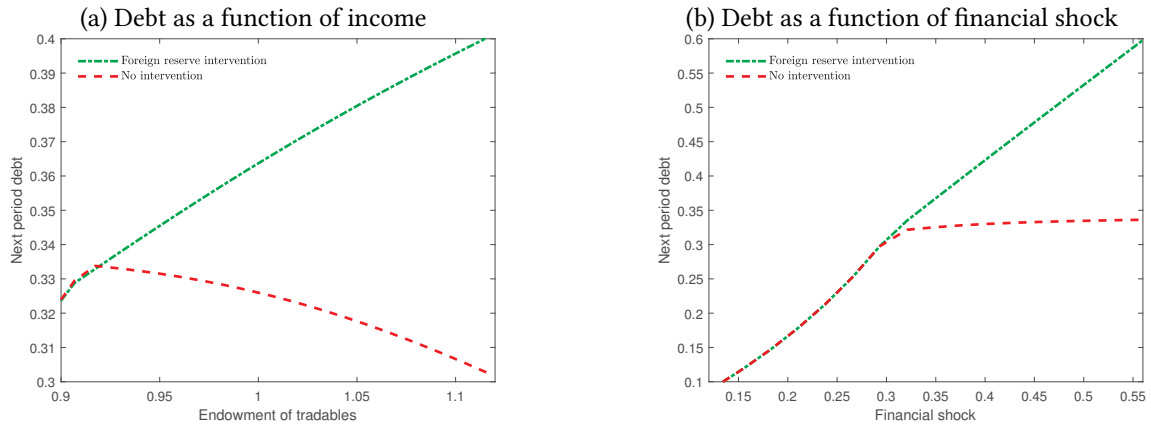 (a) Debt as a function of income
0.4
0.39
0.38
0.37
0.36
0.35
0.34
0.33
0.32
0.31
0.3
Next period debt
Foreign reserve intervention
No intervention
0.9 0.95 1 1.05 1.1
Endowment of tradables
(b) Debt as a function of financial shock
0.6
0.55
0.5
0.45
0.4
0.35
0.3
0.25
0.2
0.15
0.1
Next period debt
Foreign reserve intervention
No intervention
0.15 0.2 0.25 0.3 0.35 0.4 0.45 0.5 0.55
Financial shock